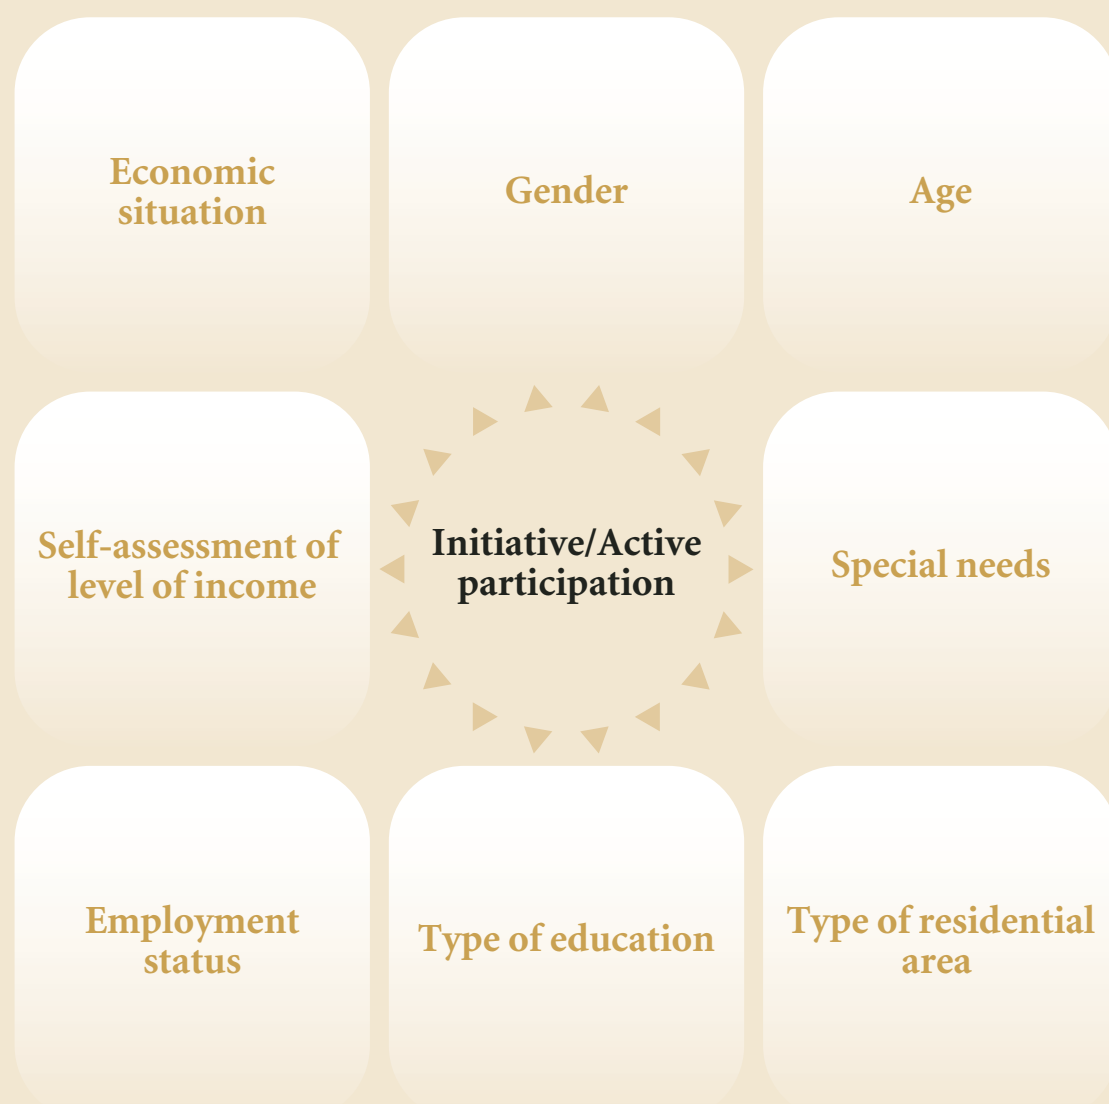 Economic
situation
Gender
Age
Self-assessment of
level of income
Initiative/Active
participation
Special needs
Employment
status
Type of education
Type of residential
area